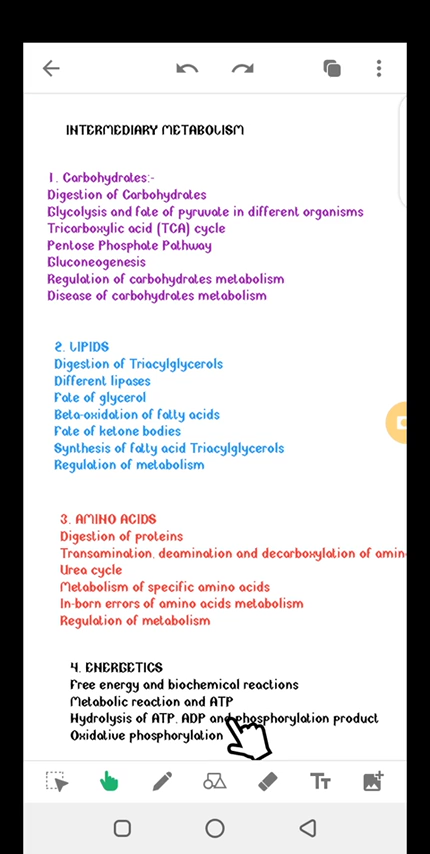 INTERMEDIARY METABOLISM
1. Carbohydrates:-
Digestion of Carbohydrates
Glycolysis and fate of pyruvate in different organisms
Tricarboxylic acid (TCA) cycle
Pentose Phosphate Pathway
Gluconeogenesis
Regulation of carbohydrates metabolism
Disease of carbohydrates metabolism
2. LIPIDS
Digestion of Triacylglycerols
Different lipases
Fate of glycerol
Beta-oxidation of fatty acids
Fate of ketone bodies
Synthesis of fatty acid Triacylglycerols
Regulation of metabolism
3. AMINO ACIDS
Digestion of proteins
Transamination, deamination and decarboxylation of amin
Urea cycle
Metabolism of specific amino acids
In-born errors of amino acids metabolism
Regulation of metabolism
4. ENERGETICS
Free energy and biochemical reactions
Metabolic reaction and ATP
Hydrolysis of ATP, ADP and phosphorylation product
Oxidative phosphorylation
Tт